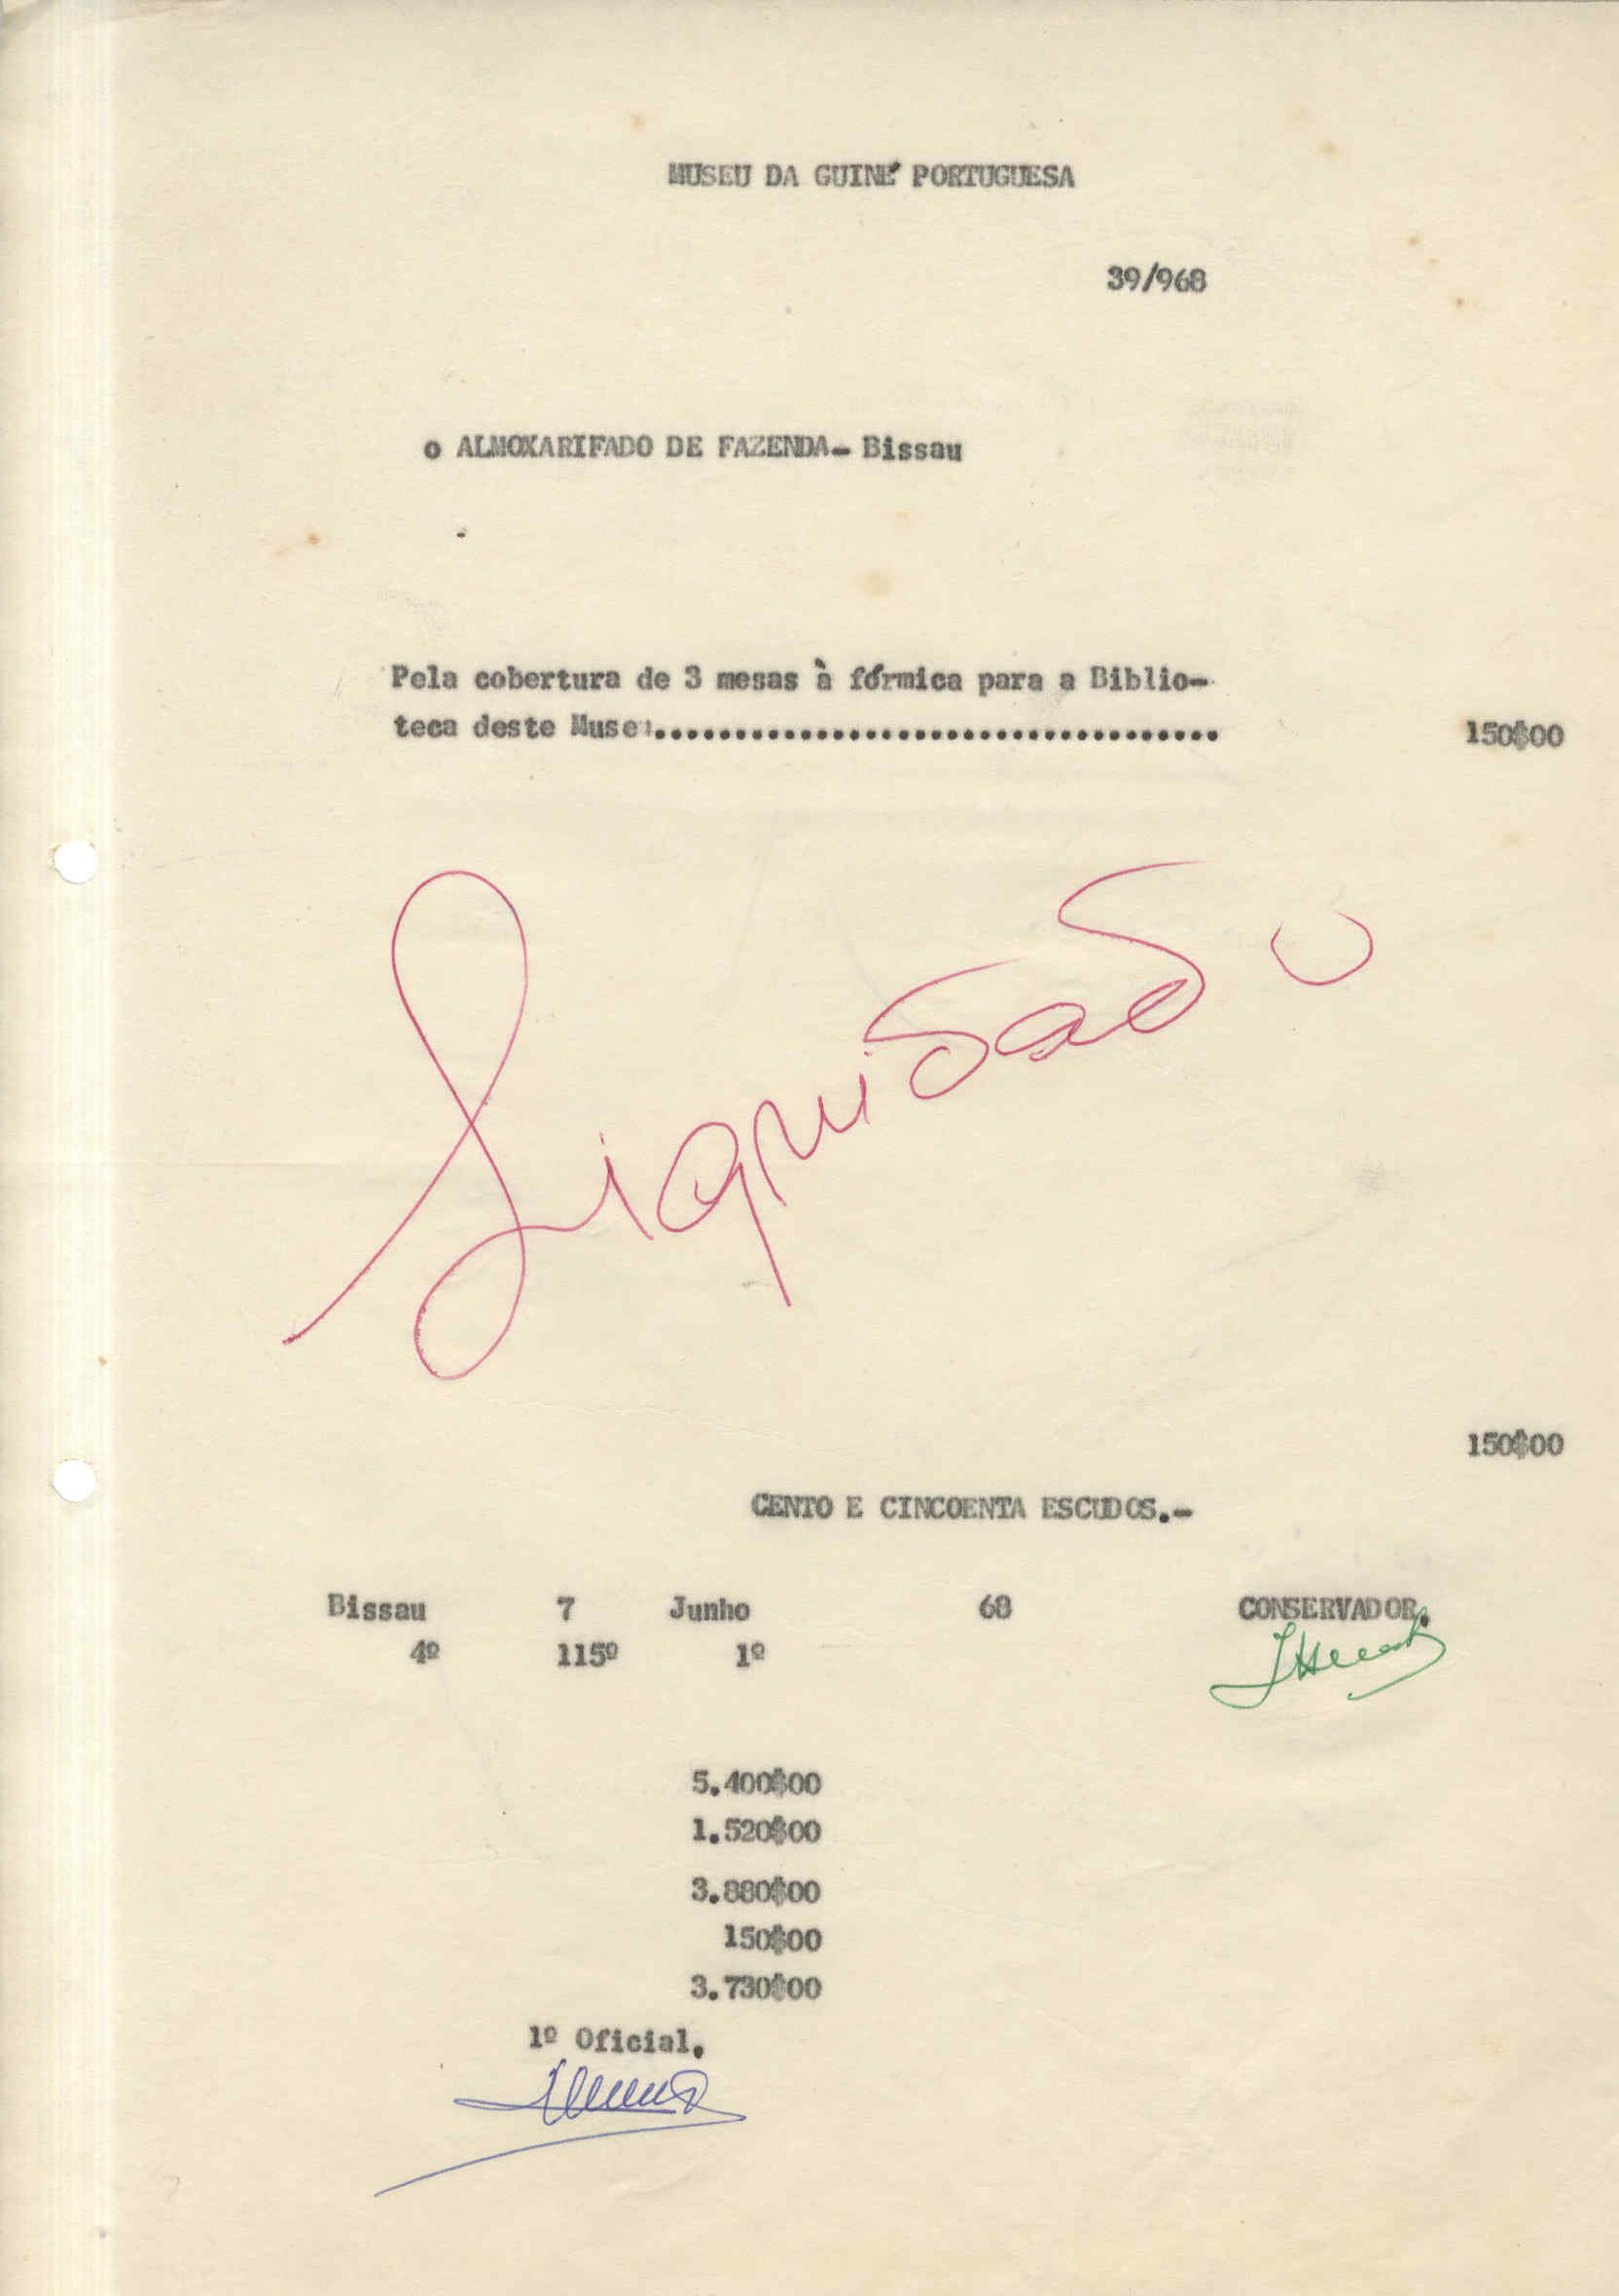 MUSEU DA GUINÉ PORTUGUESA
39/968
o ALMOXARIFADO DE FAZENDA- Bissau
Pela cobertura de 3 mesas à fórmica para a Biblio-
teca deste Museu................................... 150$00
Liquidado
150$00
CENTO E CINCOENTA ESCUDOS.-
Bissau 7 Junho 68 CONSERVADOR.
4º 115º 1º
5.400$00
1.520$00
3.880$00
150$00
3.730$00
1º Oficial.